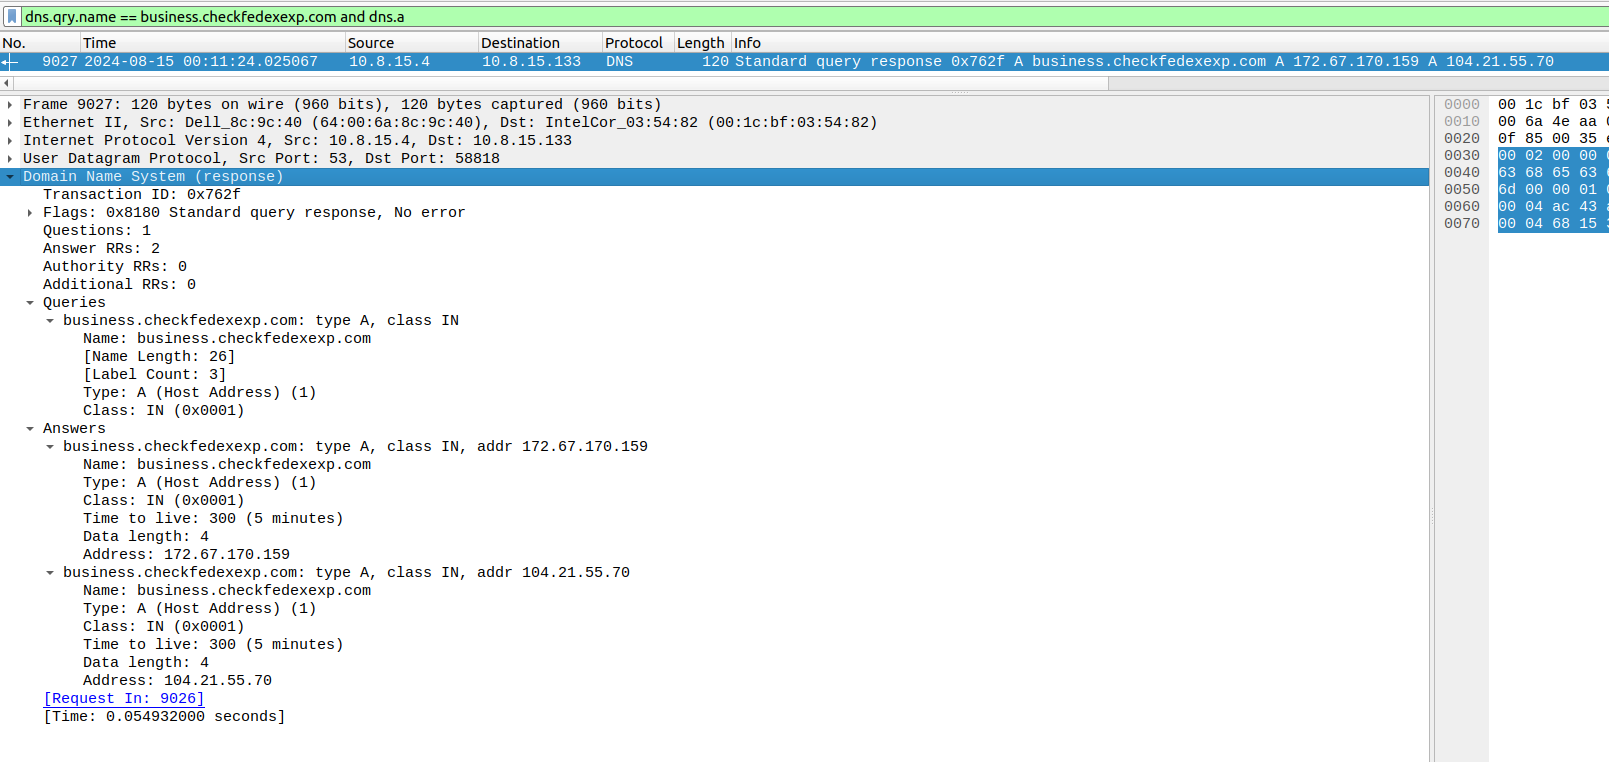 dns.qry.name == business.checkfedexexp.com and dns.a
No. Time Source Destination Protocol Length Info
9027 2024-08-15 00:11:24.025067 10.8.15.4 10.8.15.133 DNS 120 Standard query response 0x762f A business.checkfedexexp.com A 172.67.170.159 A 104.21.55.70
Frame 9027: 120 bytes on wire (960 bits), 120 bytes captured (960 bits)
Ethernet II, Src: Dell_8c:9c:40 (64:00:6a:8c:9c:40), Dst: IntelCor_03:54:82 (00:1c:bf:03:54:82)
Internet Protocol Version 4, Src: 10.8.15.4, Dst: 10.8.15.133
User Datagram Protocol, Src Port: 53, Dst Port: 58818
Domain Name System (response)
Transaction ID: 0x762f
Flags: 0x8180 Standard query response, No error
Questions: 1
Answer RRs: 2
Authority RRs: 0
Additional RRs: 0
Queries
business.checkfedexexp.com: type A, class IN
Name: business.checkfedexexp.com
[Name Length: 26]
[Label Count: 3]
Type: A (Host Address) (1)
Class: IN (0x0001)
Answers
business.checkfedexexp.com: type A, class IN, addr 172.67.170.159
Name: business.checkfedexexp.com
Type: A (Host Address) (1)
Class: IN (0x0001)
Time to live: 300 (5 minutes)
Data length: 4
Address: 172.67.170.159
business.checkfedexexp.com: type A, class IN, addr 104.21.55.70
Name: business.checkfedexexp.com
Type: A (Host Address) (1)
Class: IN (0x0001)
Time to live: 300 (5 minutes)
Data length: 4
Address: 104.21.55.70
[Request In: 9026]
[Time: 0.054932000 seconds]
0000 00 1c bf 03
0010 00 6a 4e aa
0020 0f 85 00 35
0030 00 02 00 00
0040 63 68 65 63
0050 6d 00 00 01
0060 00 04 ac 43
0070 00 04 68 15